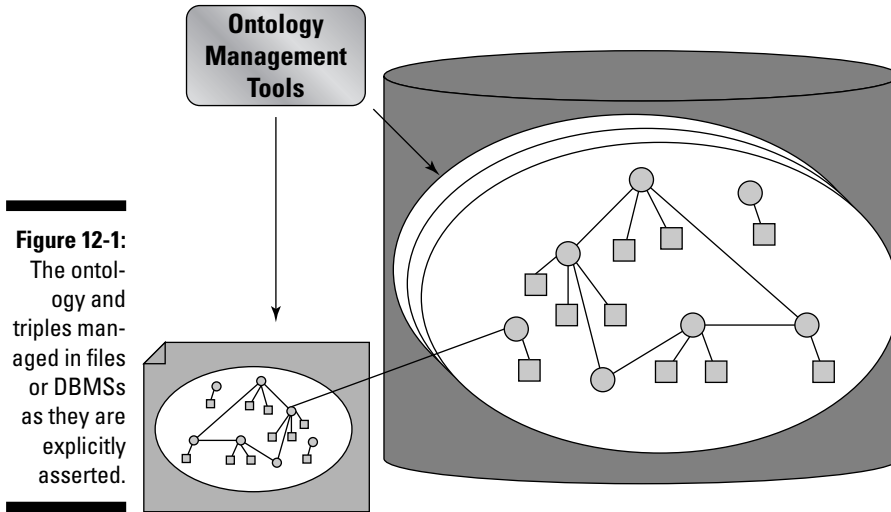 Ontology
Management
Tools
Figure 12-1:
The ontol-
ogy and
triples man-
aged in files
or DBMSs
as they are
explicitly
asserted.